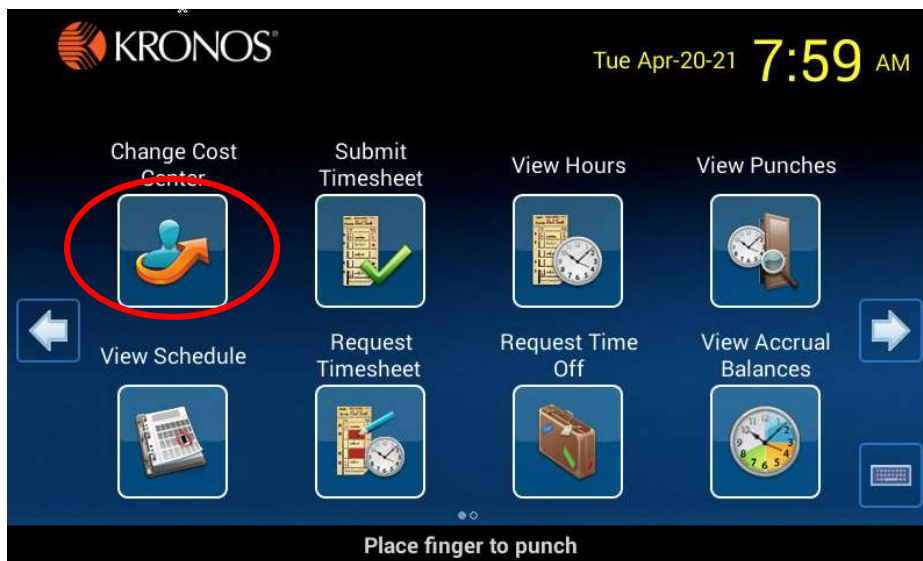 KRONOS®
Tue Apr-20-21 7:59 AM
Change Cost
Center
Submit
Timesheet
View Hours
View Punches
View Schedule
Request
Timesheet
Request Time
Off
View Accrual
Balances
Place finger to punch